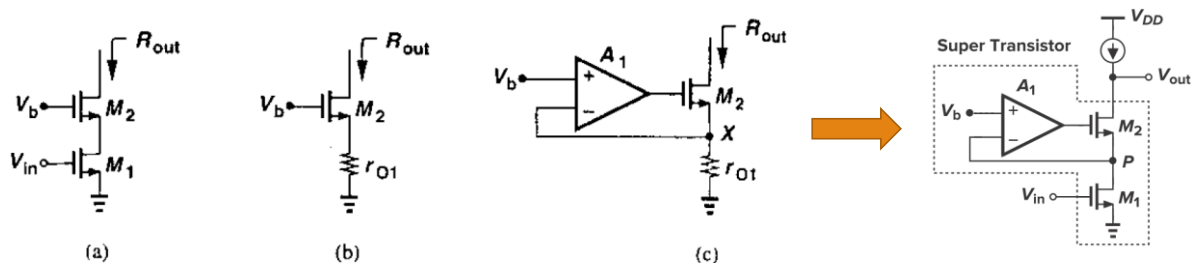 R_out
V_b
M_2
V_in
M_1
(a)
R_out
V_b
M_2
r_O1
(b)
A_1
R_out
V_b
+
−
M_2
X
r_O1
(c)
V_DD
Super Transistor
V_out
A_1
V_b
+
−
M_2
P
V_in
M_1